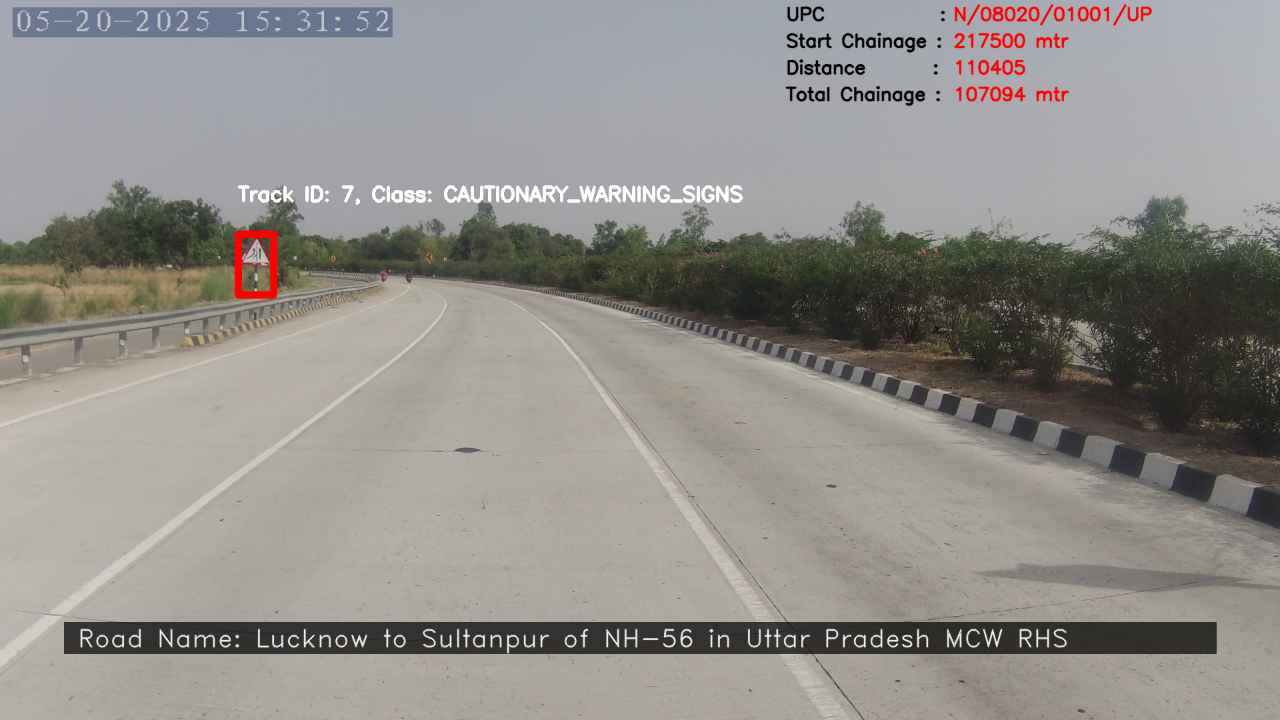 05-20-2025 15:31:52
UPC : N/08020/01001/UP
Start Chainage : 217500 mtr
Distance : 110405
Total Chainage : 107094 mtr
Track ID: 7, Class: CAUTIONARY_WARNING_SIGNS
Road Name: Lucknow to Sultanpur of NH-56 in Uttar Pradesh MCW RHS